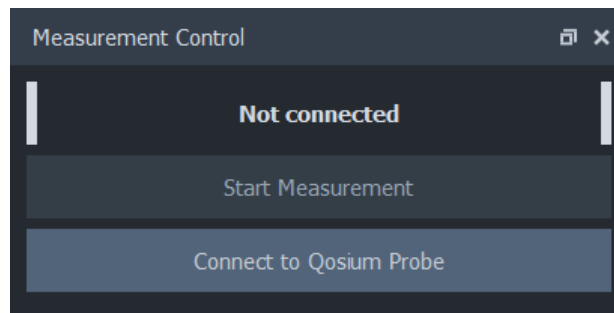 Measurement Control
Not connected
Start Measurement
Connect to Qosium Probe